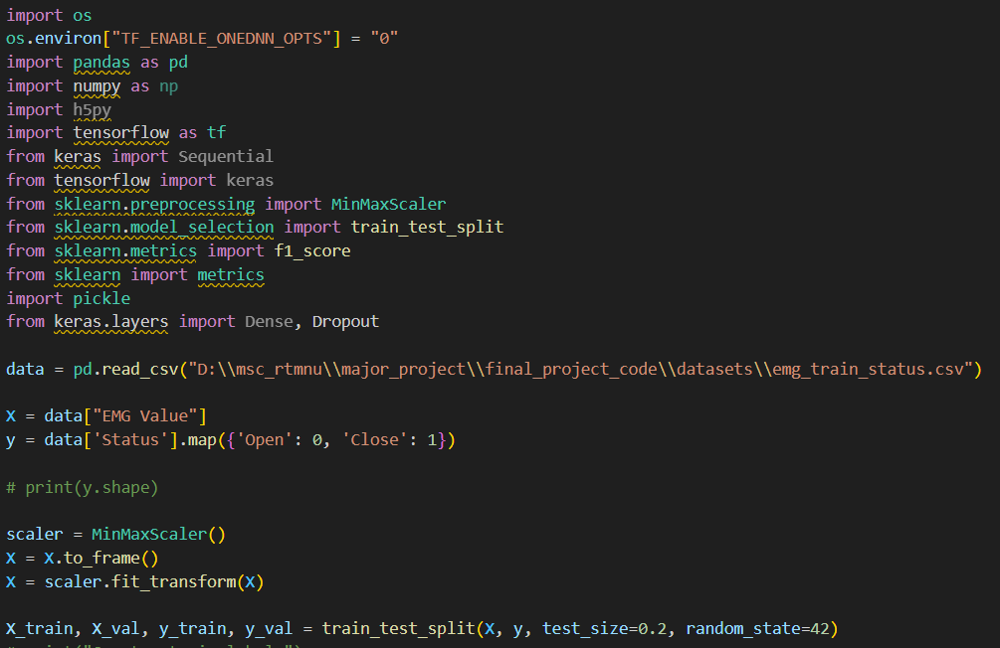 import os
os.environ["TF_ENABLE_ONEDNN_OPTS"] = "0"
import pandas as pd
import numpy as np
import h5py
import tensorflow as tf
from keras import Sequential
from tensorflow import keras
from sklearn.preprocessing import MinMaxScaler
from sklearn.model_selection import train_test_split
from sklearn.metrics import f1_score
from sklearn import metrics
import pickle
from keras.layers import Dense, Dropout
data = pd.read_csv("D:\\msc_rtmnu\\major_project\\final_project_code\\datasets\\emg_train_status.csv")
X = data["EMG Value"]
y = data['Status'].map({'Open': 0, 'Close': 1})
# print(y.shape)
scaler = MinMaxScaler()
X = X.to_frame()
X = scaler.fit_transform(X)
X_train, X_val, y_train, y_val = train_test_split(X, y, test_size=0.2, random_state=42)